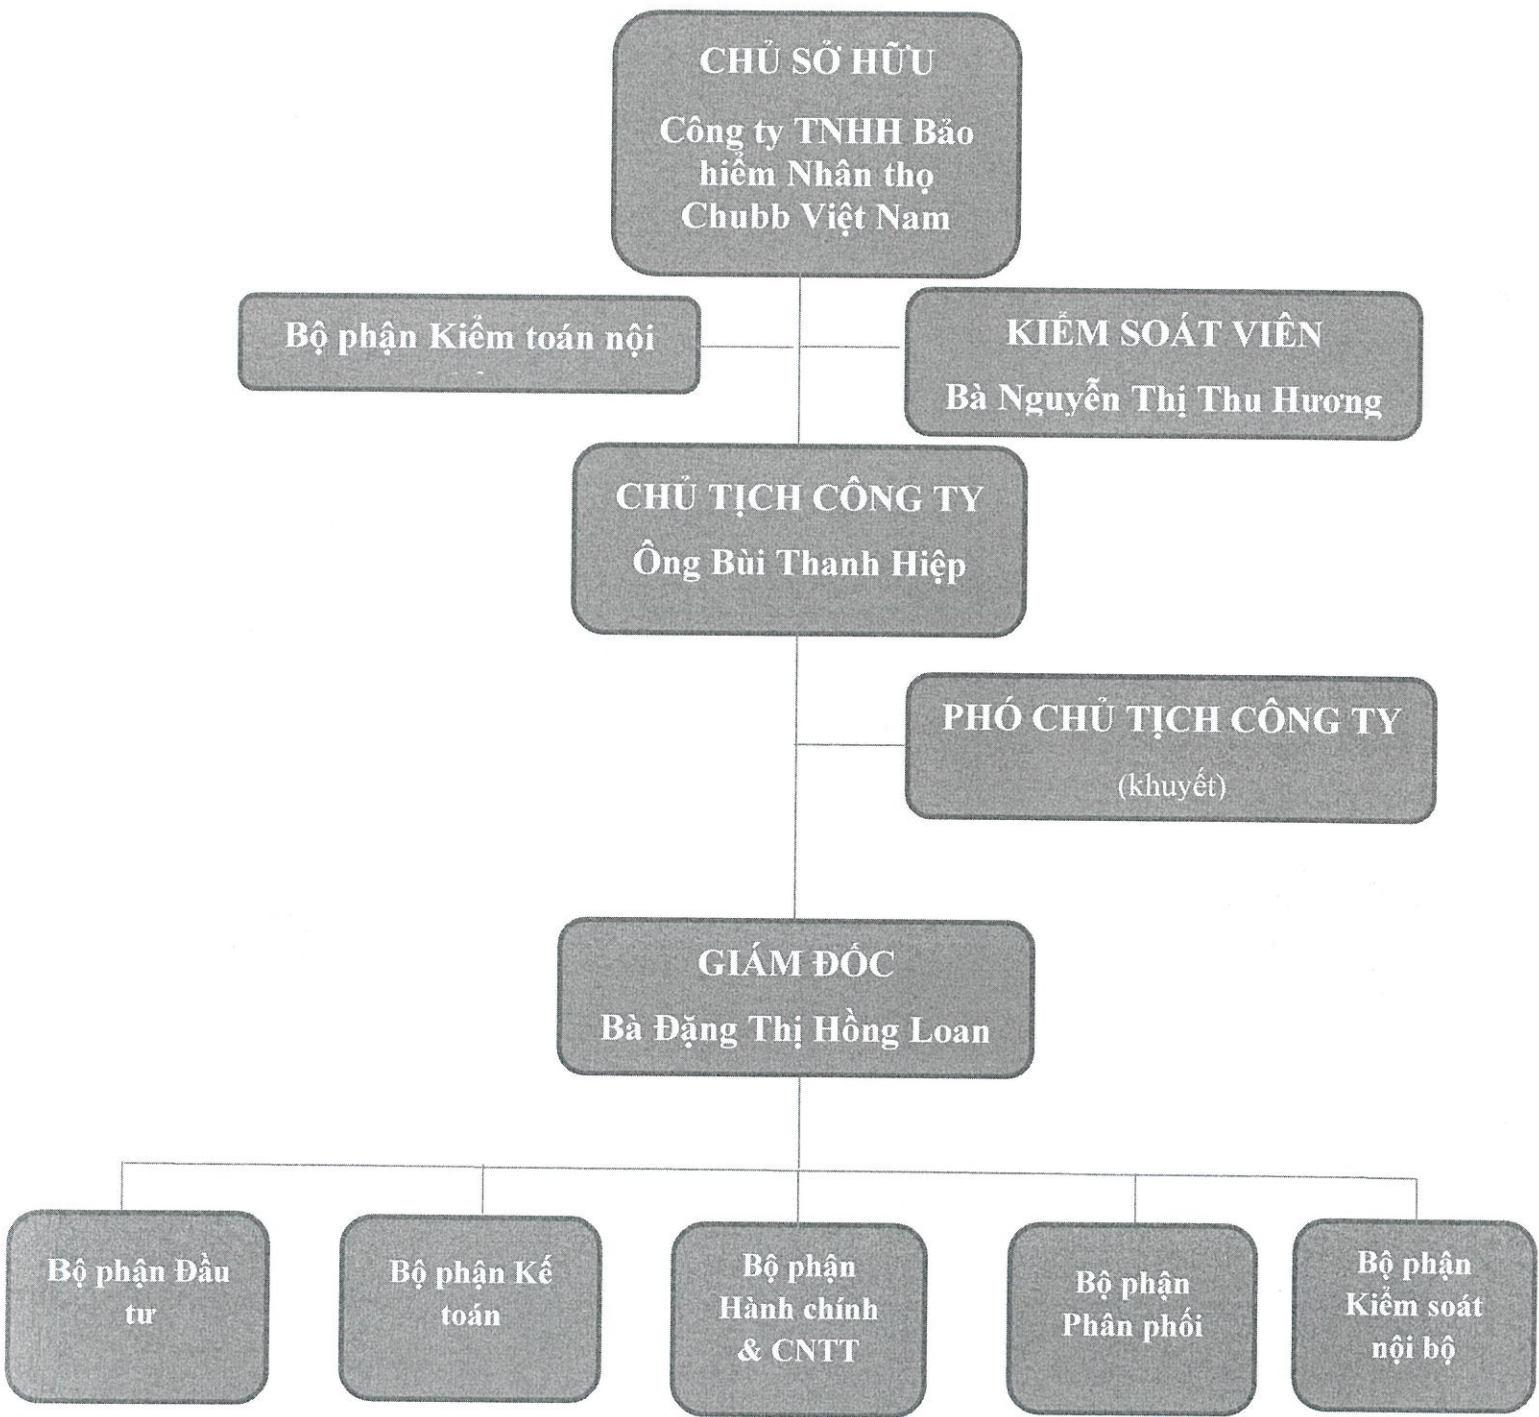 CHỦ SỞ HỮU
Công ty TNHH Bảo
hiểm Nhân thọ
Chubb Việt Nam
Bộ phận Kiểm toán nội
KIỂM SOÁT VIÊN
Bà Nguyễn Thị Thu Hương
CHỦ TỊCH CÔNG TY
Ông Bùi Thanh Hiệp
PHÓ CHỦ TỊCH CÔNG TY
(khuyết)
GIÁM ĐỐC
Bà Đặng Thị Hồng Loan
Bộ phận Đầu
tư
Bộ phận Kế
toán
Bộ phận
Hành chính
& CNTT
Bộ phận
Phân phối
Bộ phận
Kiểm soát
nội bộ